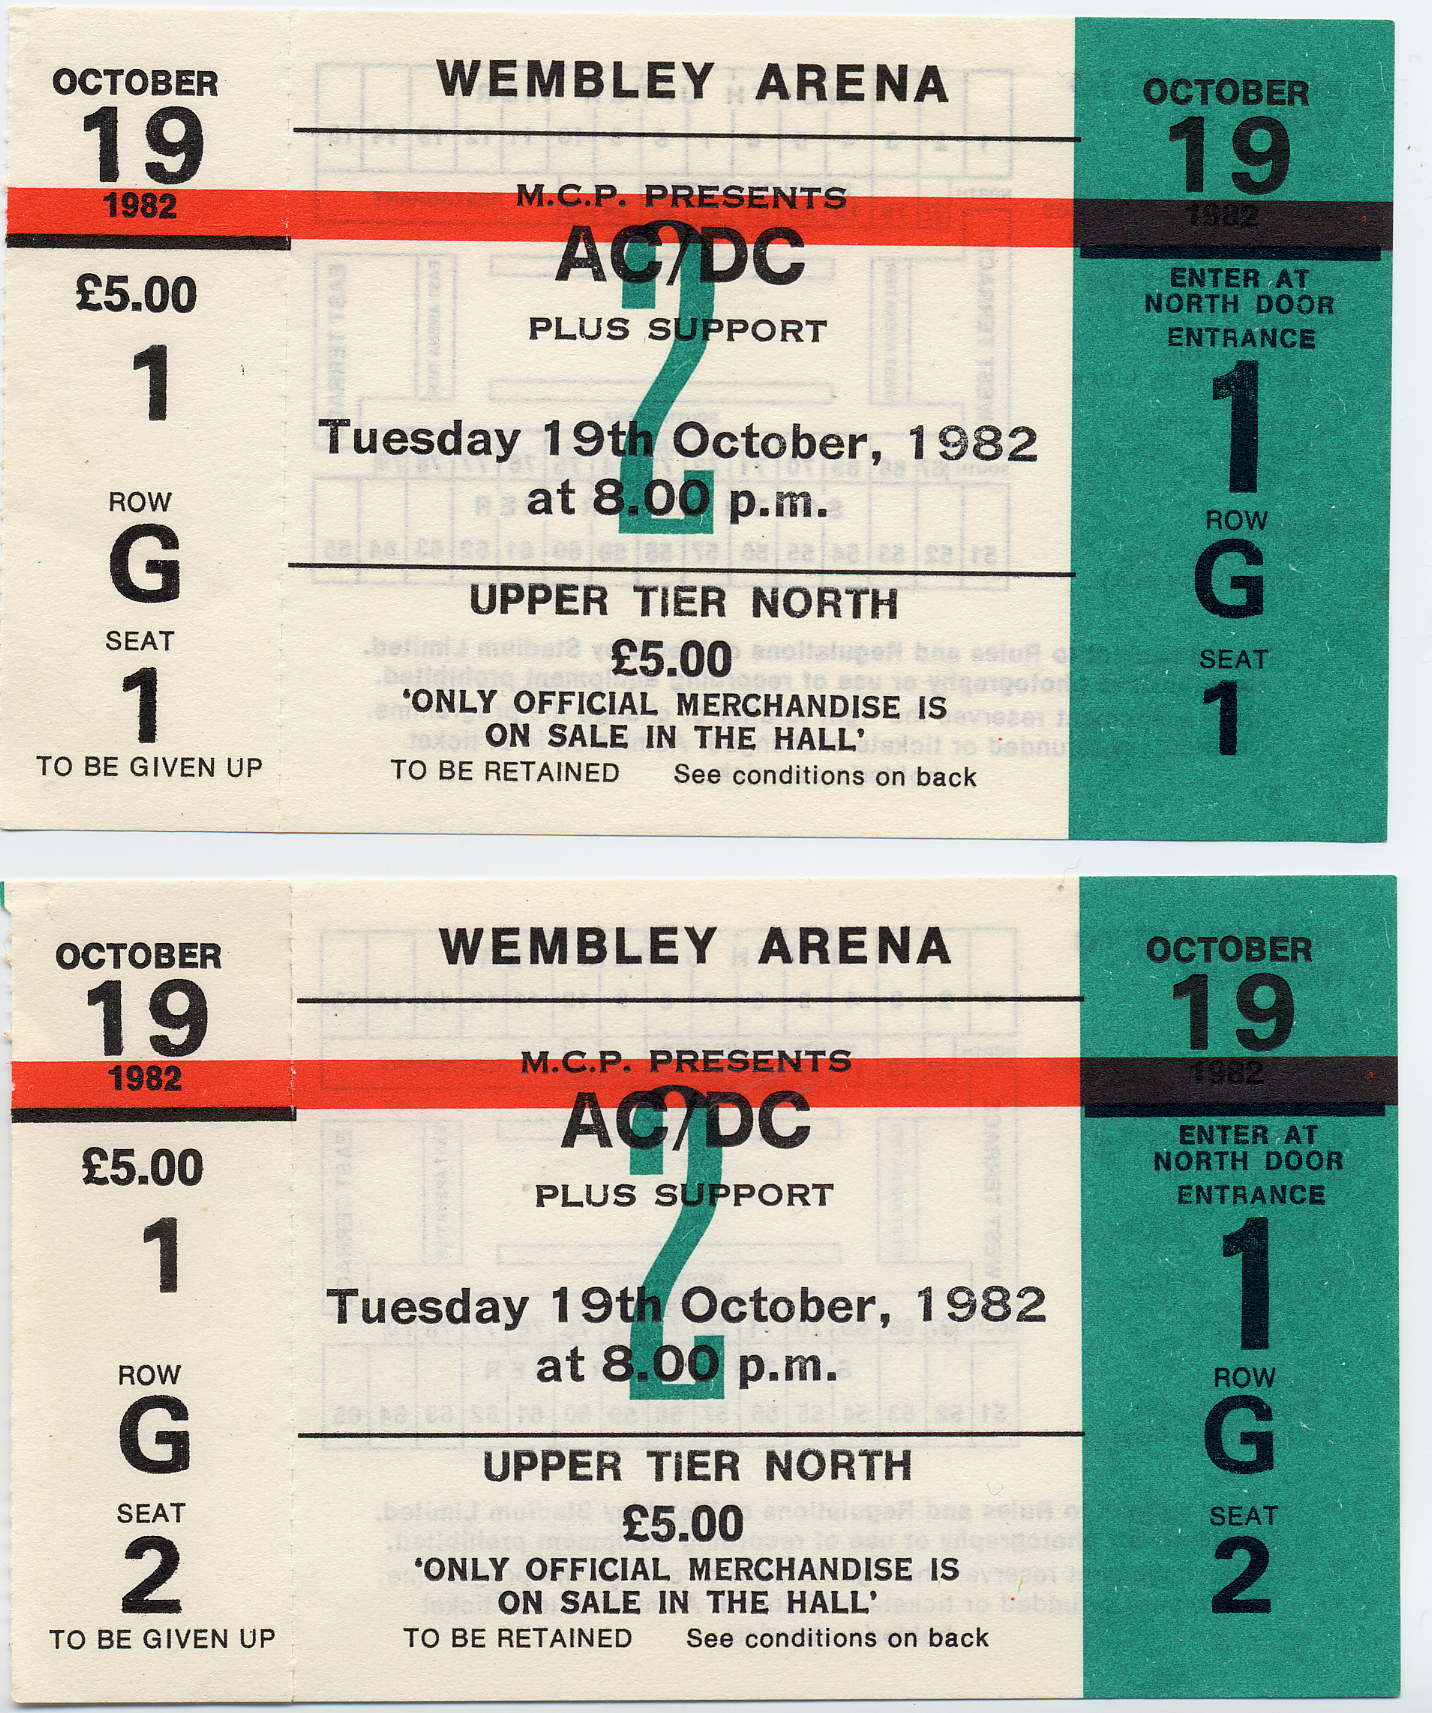 OCTOBER
19
1982
£5.00
1
ROW
G
SEAT
1
TO BE GIVEN UP
WEMBLEY ARENA
M.C.P. PRESENTS
AC/DC
PLUS SUPPORT
2
Tuesday 19th October, 1982
at 8.00 p.m.
UPPER TIER NORTH
£5.00
‘ONLY OFFICIAL MERCHANDISE IS
ON SALE IN THE HALL’
TO BE RETAINED See conditions on back
OCTOBER
19
1982
ENTER AT
NORTH DOOR
ENTRANCE
1
ROW
G
SEAT
1
OCTOBER
19
1982
£5.00
1
ROW
G
SEAT
2
TO BE GIVEN UP
WEMBLEY ARENA
M.C.P. PRESENTS
AC/DC
PLUS SUPPORT
2
Tuesday 19th October, 1982
at 8.00 p.m.
UPPER TIER NORTH
£5.00
‘ONLY OFFICIAL MERCHANDISE IS
ON SALE IN THE HALL’
TO BE RETAINED See conditions on back
OCTOBER
19
1982
ENTER AT
NORTH DOOR
ENTRANCE
1
ROW
G
SEAT
2